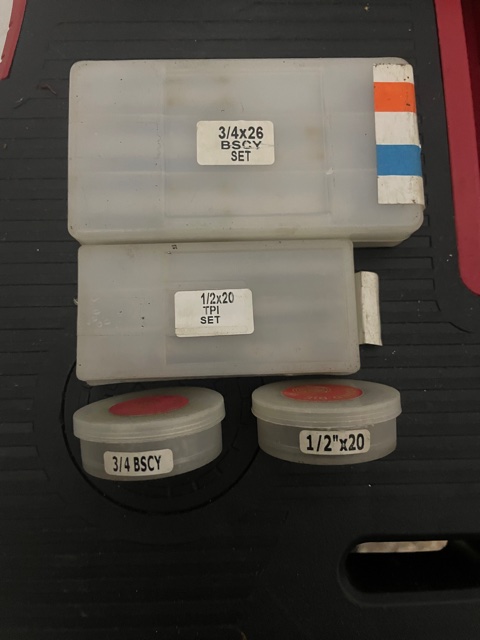 3/4x26
BSCY
SET
1/2x20
TPI
SET
3/4 BSCY
1/2"x20